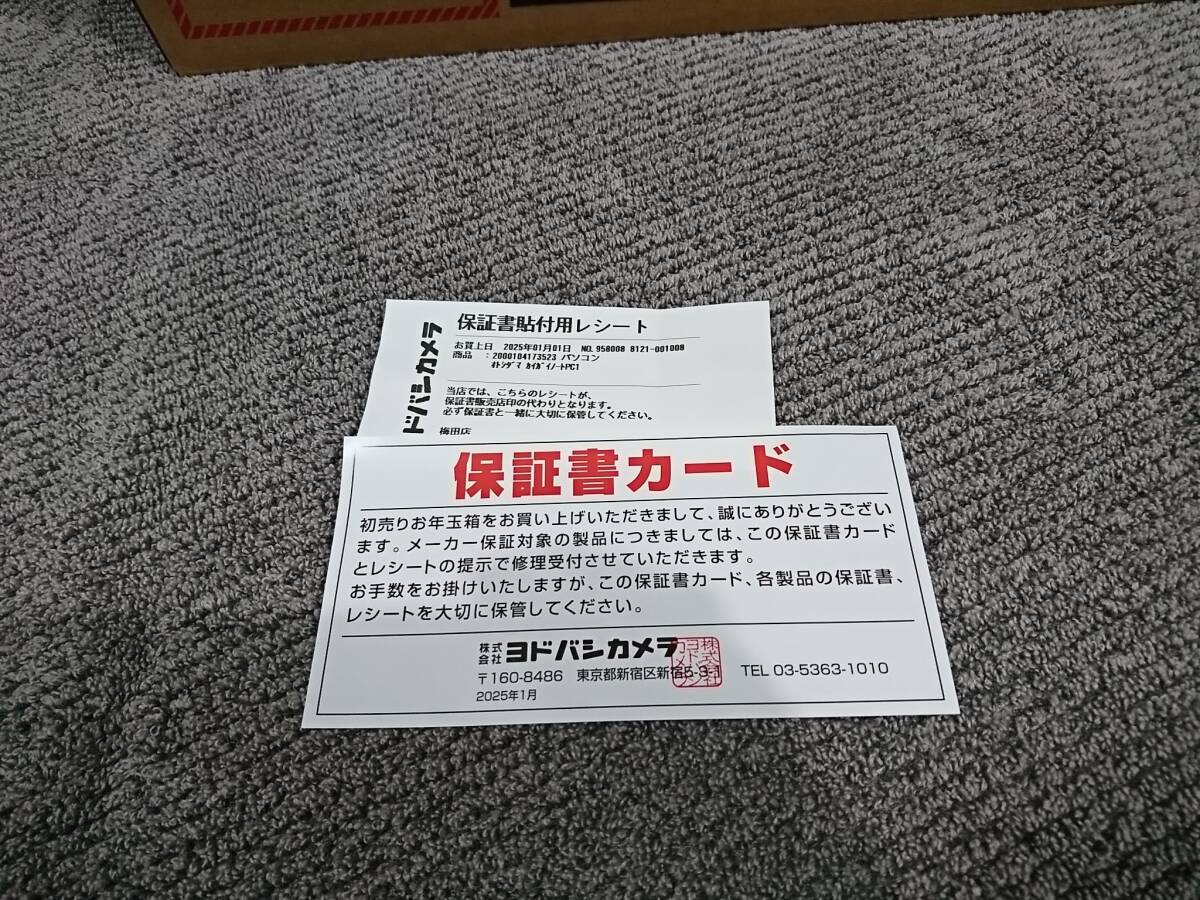 ドバシカメラ
保証書貼付用レシート
お買上日 2025年01月01日 NO.958008 8121-001008
商品 :2000104173523 パソコン
ｵﾄｼﾀﾞﾏ ｶｲｶﾞｲﾉｰﾄPC1
当店では、こちらのレシートが、
保証書販売店印の代わりとなります。
必ず保証書と一緒に大切に保管してください。
梅田店
保証書カード
初売りお年玉箱をお買い上げいただきまして、誠にありがとうござい
ます。メーカー保証対象の製品につきましては、この保証書カード
とレシートの提示で修理受付させていただきます。
お手数をお掛けいたしますが、この保証書カード、各製品の保証書、
レシートを大切に保管してください。
株式会社 ヨドバシカメラ
〒160-8486 東京都新宿区新宿5-3-1 TEL 03-5363-1010
2025年1月
株式会社ヨドバシカメラ